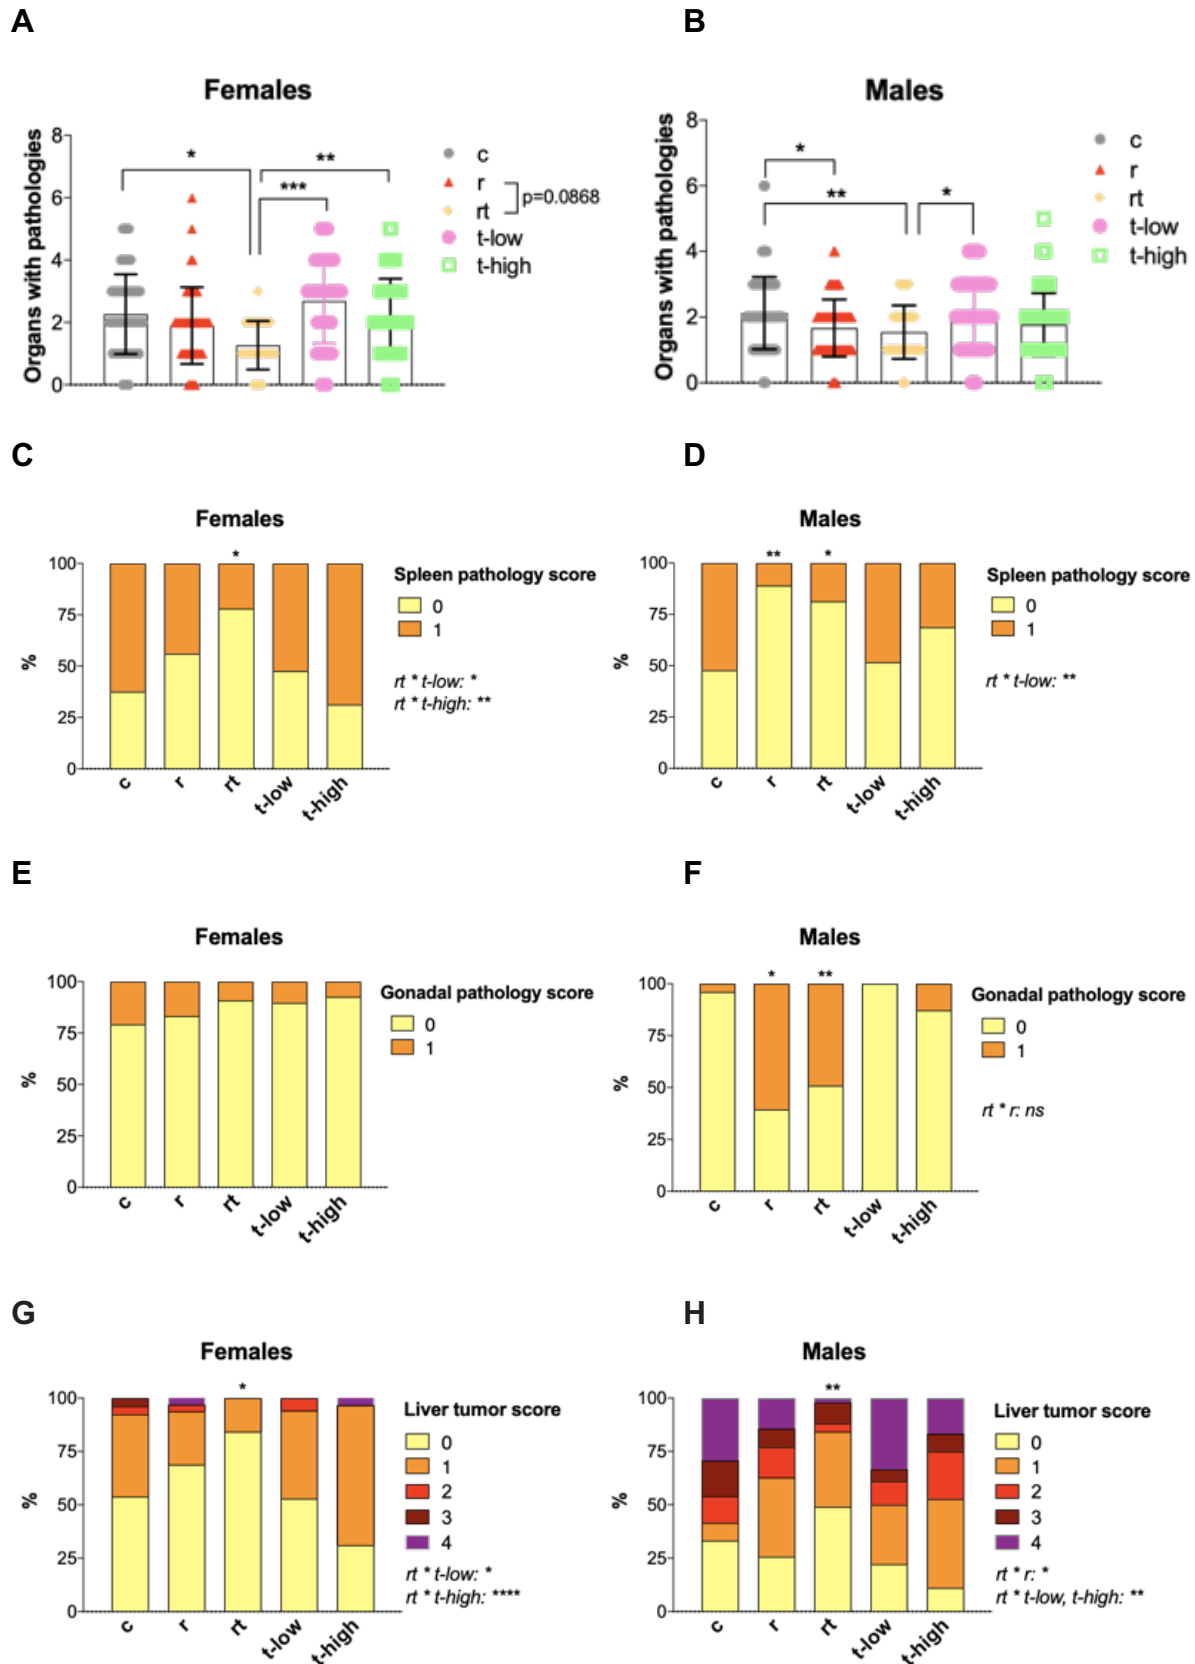 A
Females
Organs with pathologies
8
6
4
2
0
*
**
***
c
r
rt
t-low
t-high
p=0.0868
B
Males
Organs with pathologies
8
6
4
2
0
*
**
*
c
r
rt
t-low
t-high
C
Females
%
100
75
50
25
0
*
c
r
rt
t-low
t-high
Spleen pathology score
0
1
rt * t-low: *
rt * t-high: **
D
Males
%
100
75
50
25
0
**
*
c
r
rt
t-low
t-high
Spleen pathology score
0
1
rt * t-low: **
E
Females
%
100
75
50
25
0
c
r
rt
t-low
t-high
Gonadal pathology score
0
1
F
Males
%
100
75
50
25
0
*
**
c
r
rt
t-low
t-high
Gonadal pathology score
0
1
rt * r: ns
G
Females
%
100
75
50
25
0
*
c
r
rt
t-low
t-high
Liver tumor score
0
1
2
3
4
rt * t-low: *
rt * t-high: ****
H
Males
%
100
75
50
25
0
**
c
r
rt
t-low
t-high
Liver tumor score
0
1
2
3
4
rt * r: *
rt * t-low, t-high: **